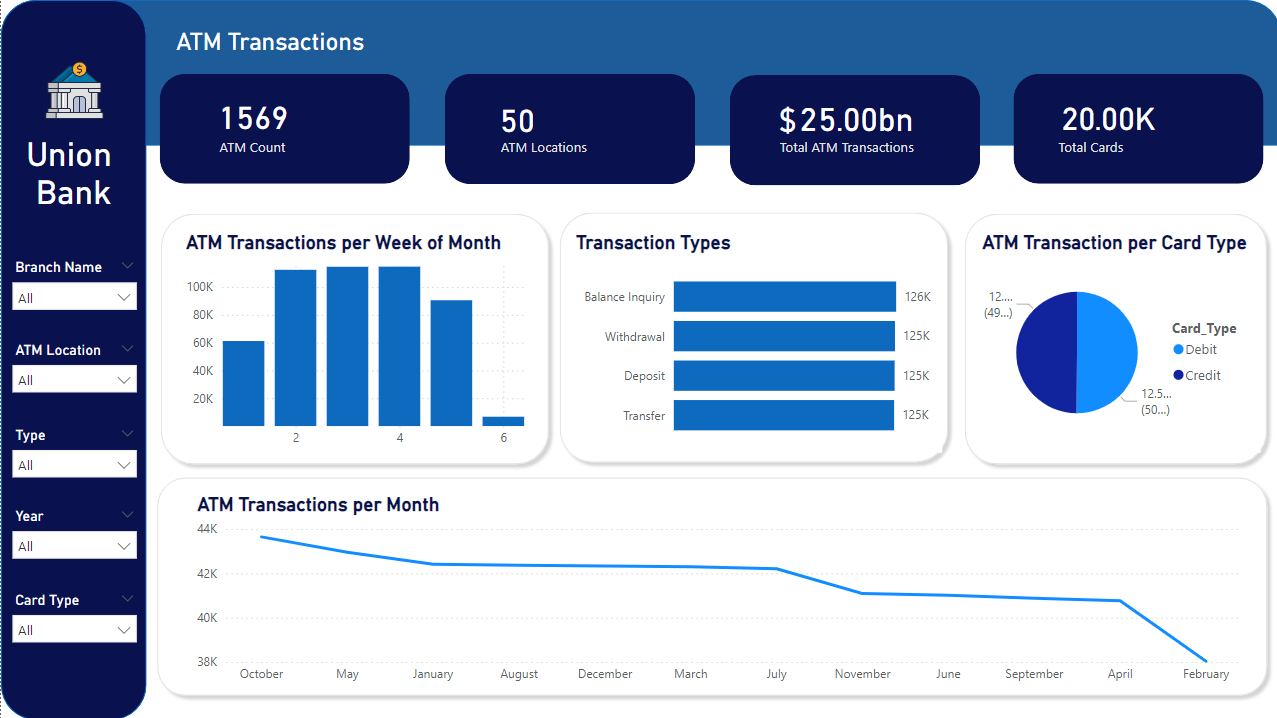 ATM Transactions
$
Union
Bank
1569
ATM Count
50
ATM Locations
$25.00bn
Total ATM Transactions
20.00K
Total Cards
Branch Name
All
ATM Location
All
Type
All
Year
All
Card Type
All
ATM Transactions per Week of Month
100K
80K
60K
40K
20K
2 4 6
Transaction Types
Balance Inquiry 126K
Withdrawal 125K
Deposit 125K
Transfer 125K
ATM Transaction per Card Type
12....
(49...)
12.5...
(50...)
Card_Type
Debit
Credit
ATM Transactions per Month
44K
42K
40K
38K
October May January August December March July November June September April February